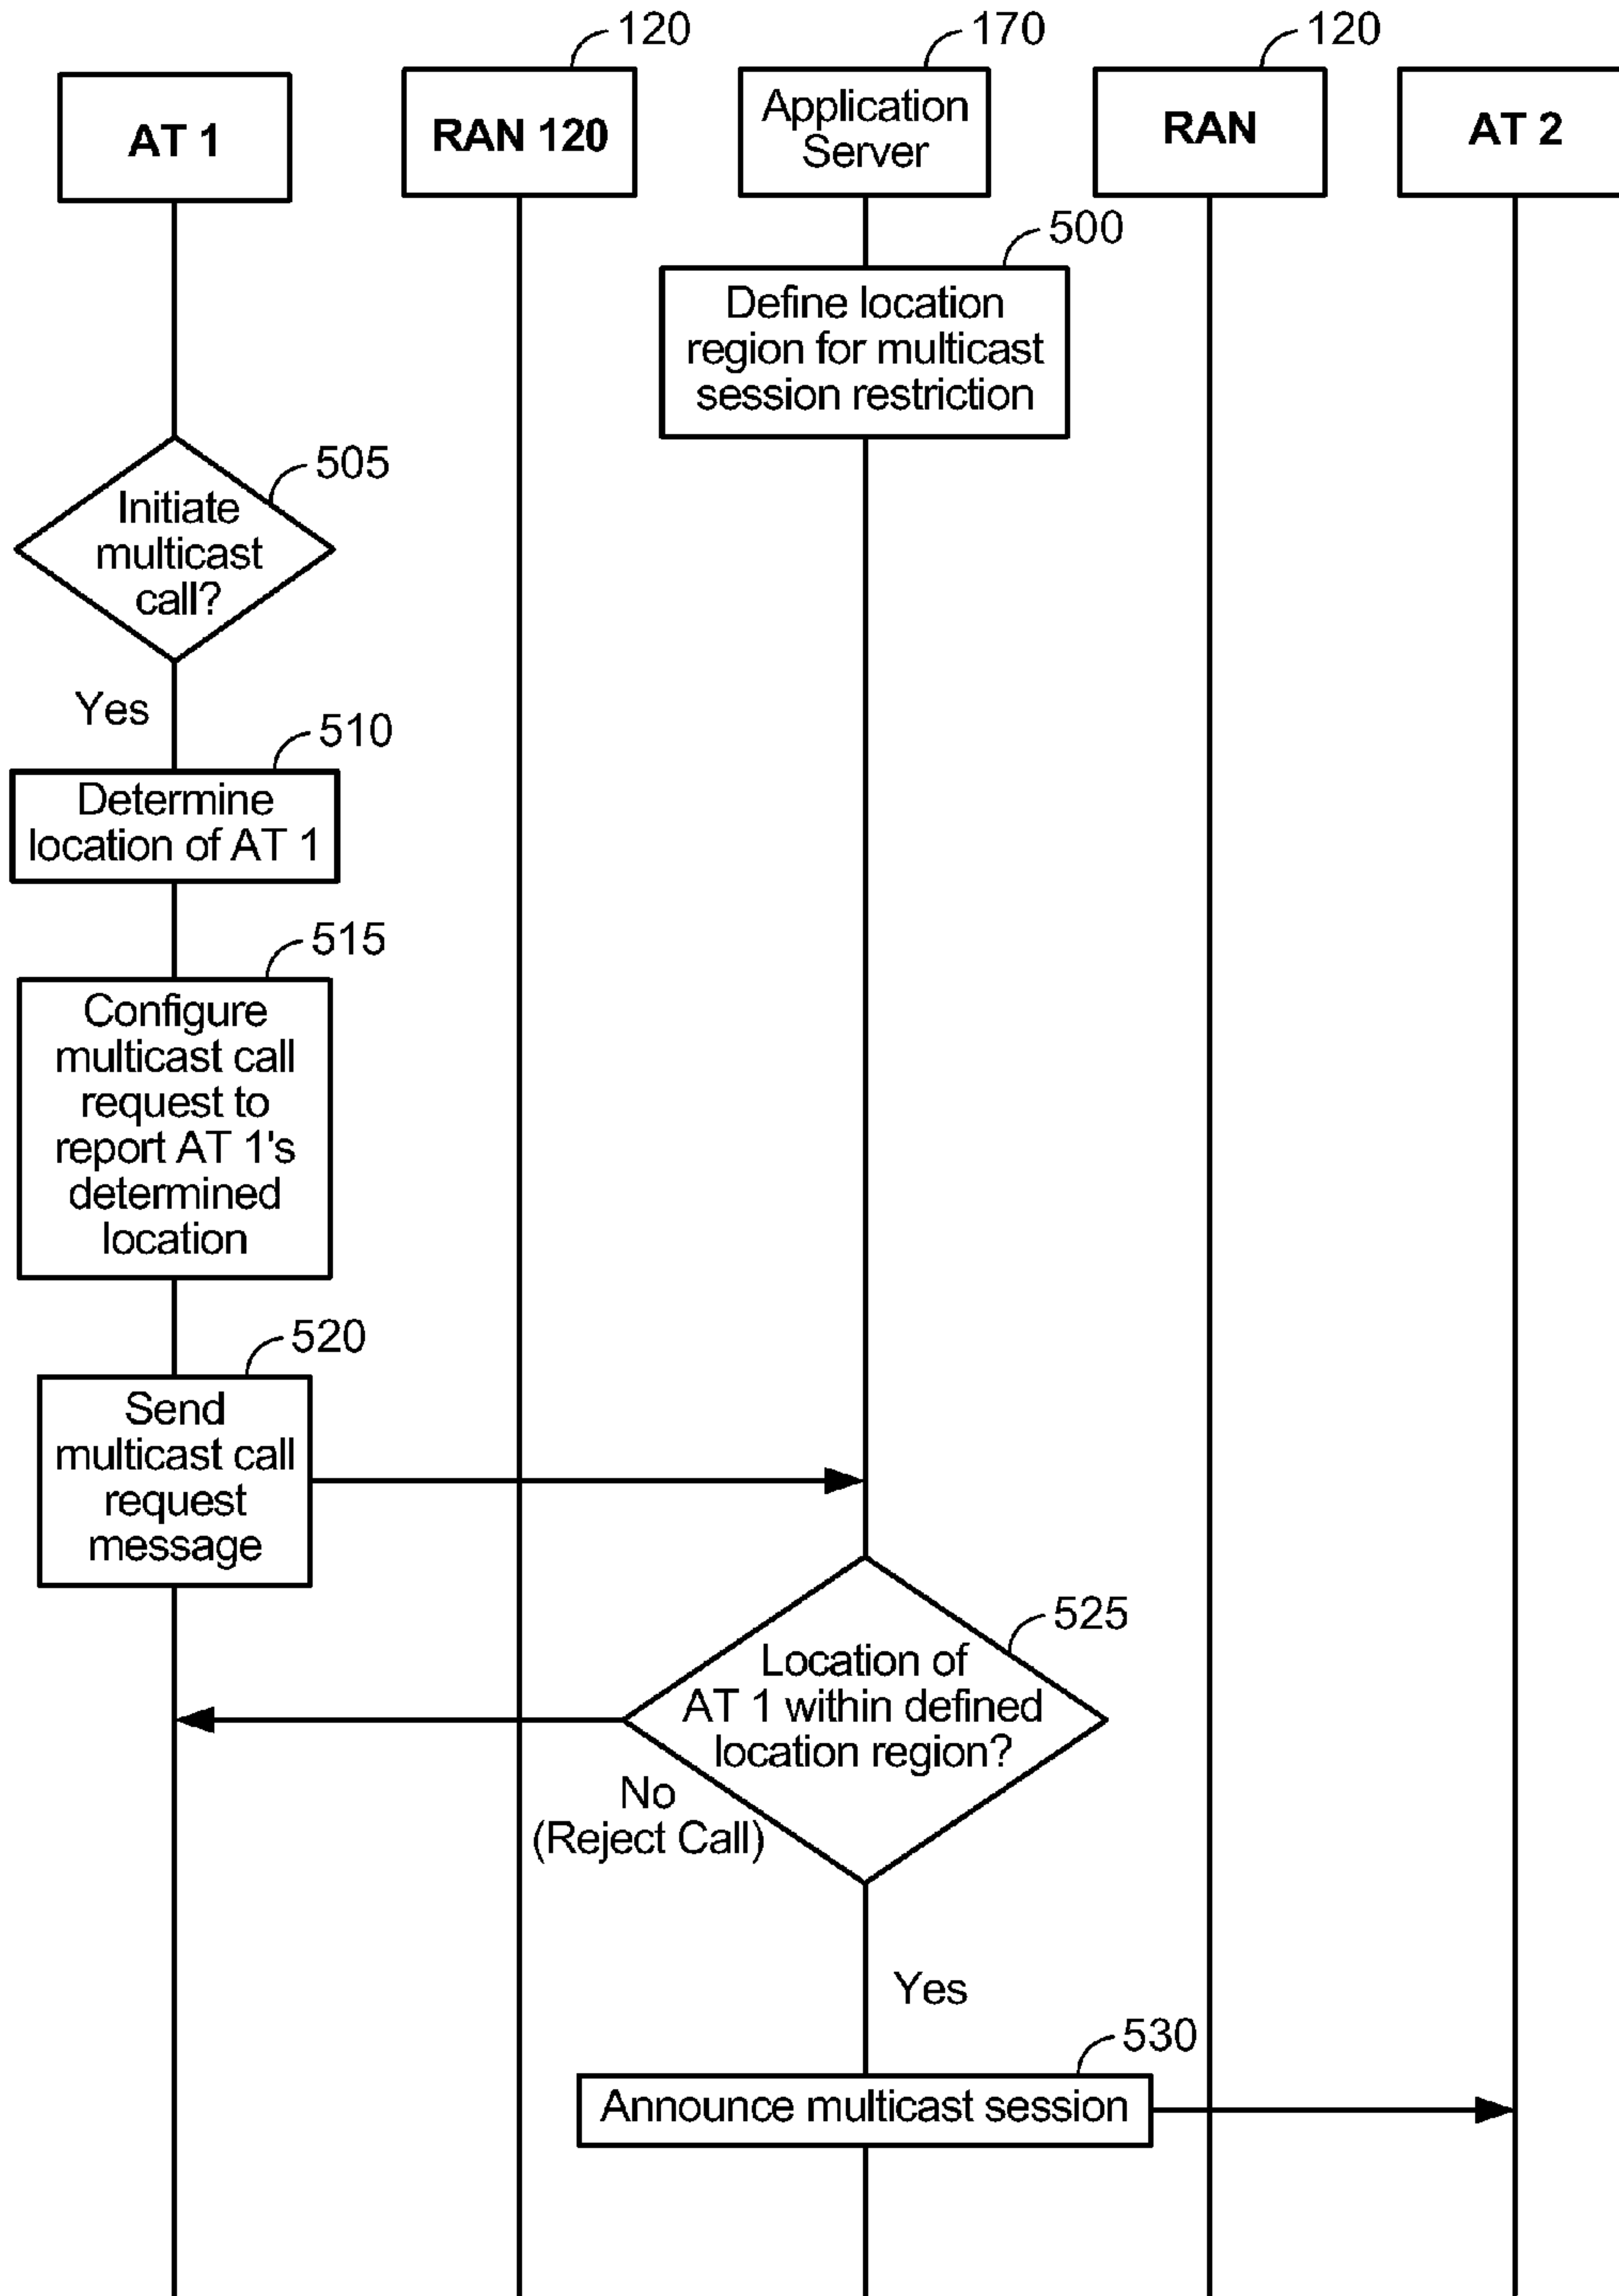 120
170
120
AT 1
RAN 120
Application
Server
RAN
AT 2
500
Define location
region for multicast
session restriction
505
Initiate
multicast
call?
Yes
510
Determine
location of AT 1
515
Configure
multicast call
request to
report AT 1's
determined
location
520
Send
multicast call
request
message
525
Location of
AT 1 within defined
location region?
No
(Reject Call)
Yes
530
Announce multicast session